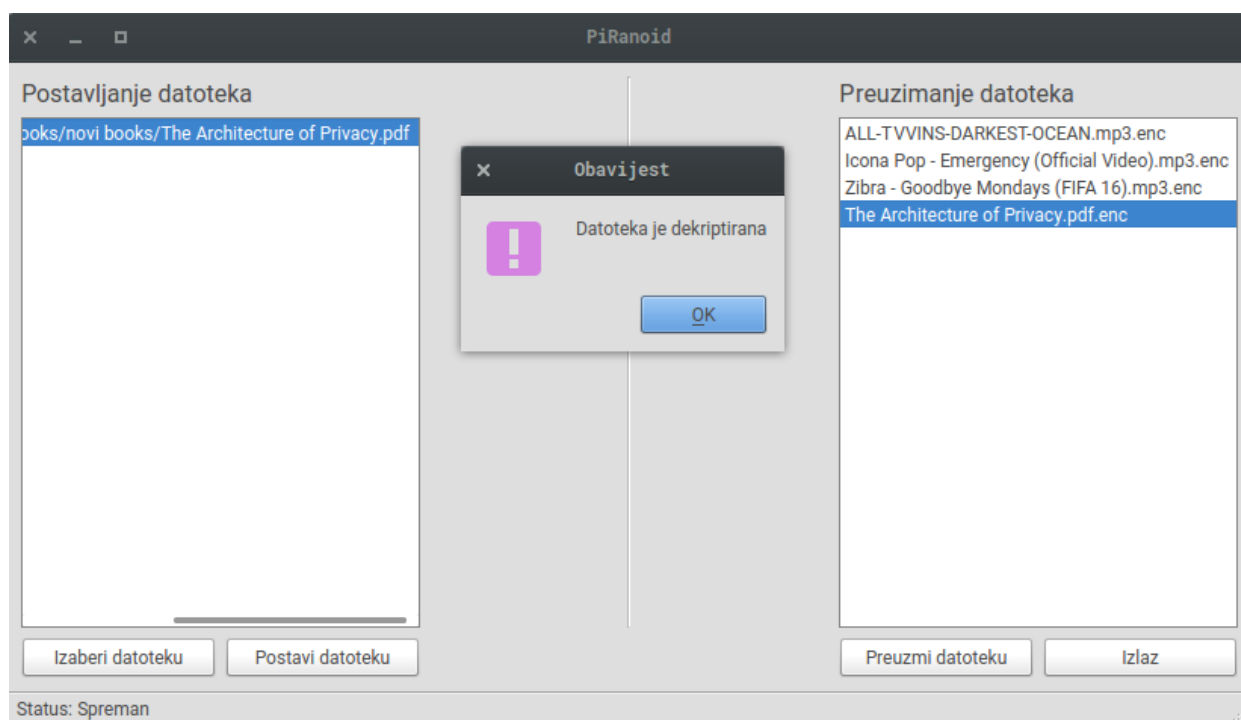 PiRanoid
Postavljanje datoteka
books/novi books/The Architecture of Privacy.pdf
Obavijest
Datoteka je dekriptirana
OK
Preuzimanje datoteka
ALL-TVVINS-DARKEST-OCEAN.mp3.enc
Icona Pop - Emergency (Official Video).mp3.enc
Zibra - Goodbye Mondays (FIFA 16).mp3.enc
The Architecture of Privacy.pdf.enc
Izaberi datoteku
Postavi datoteku
Preuzmi datoteku
Izlaz
Status: Spreman